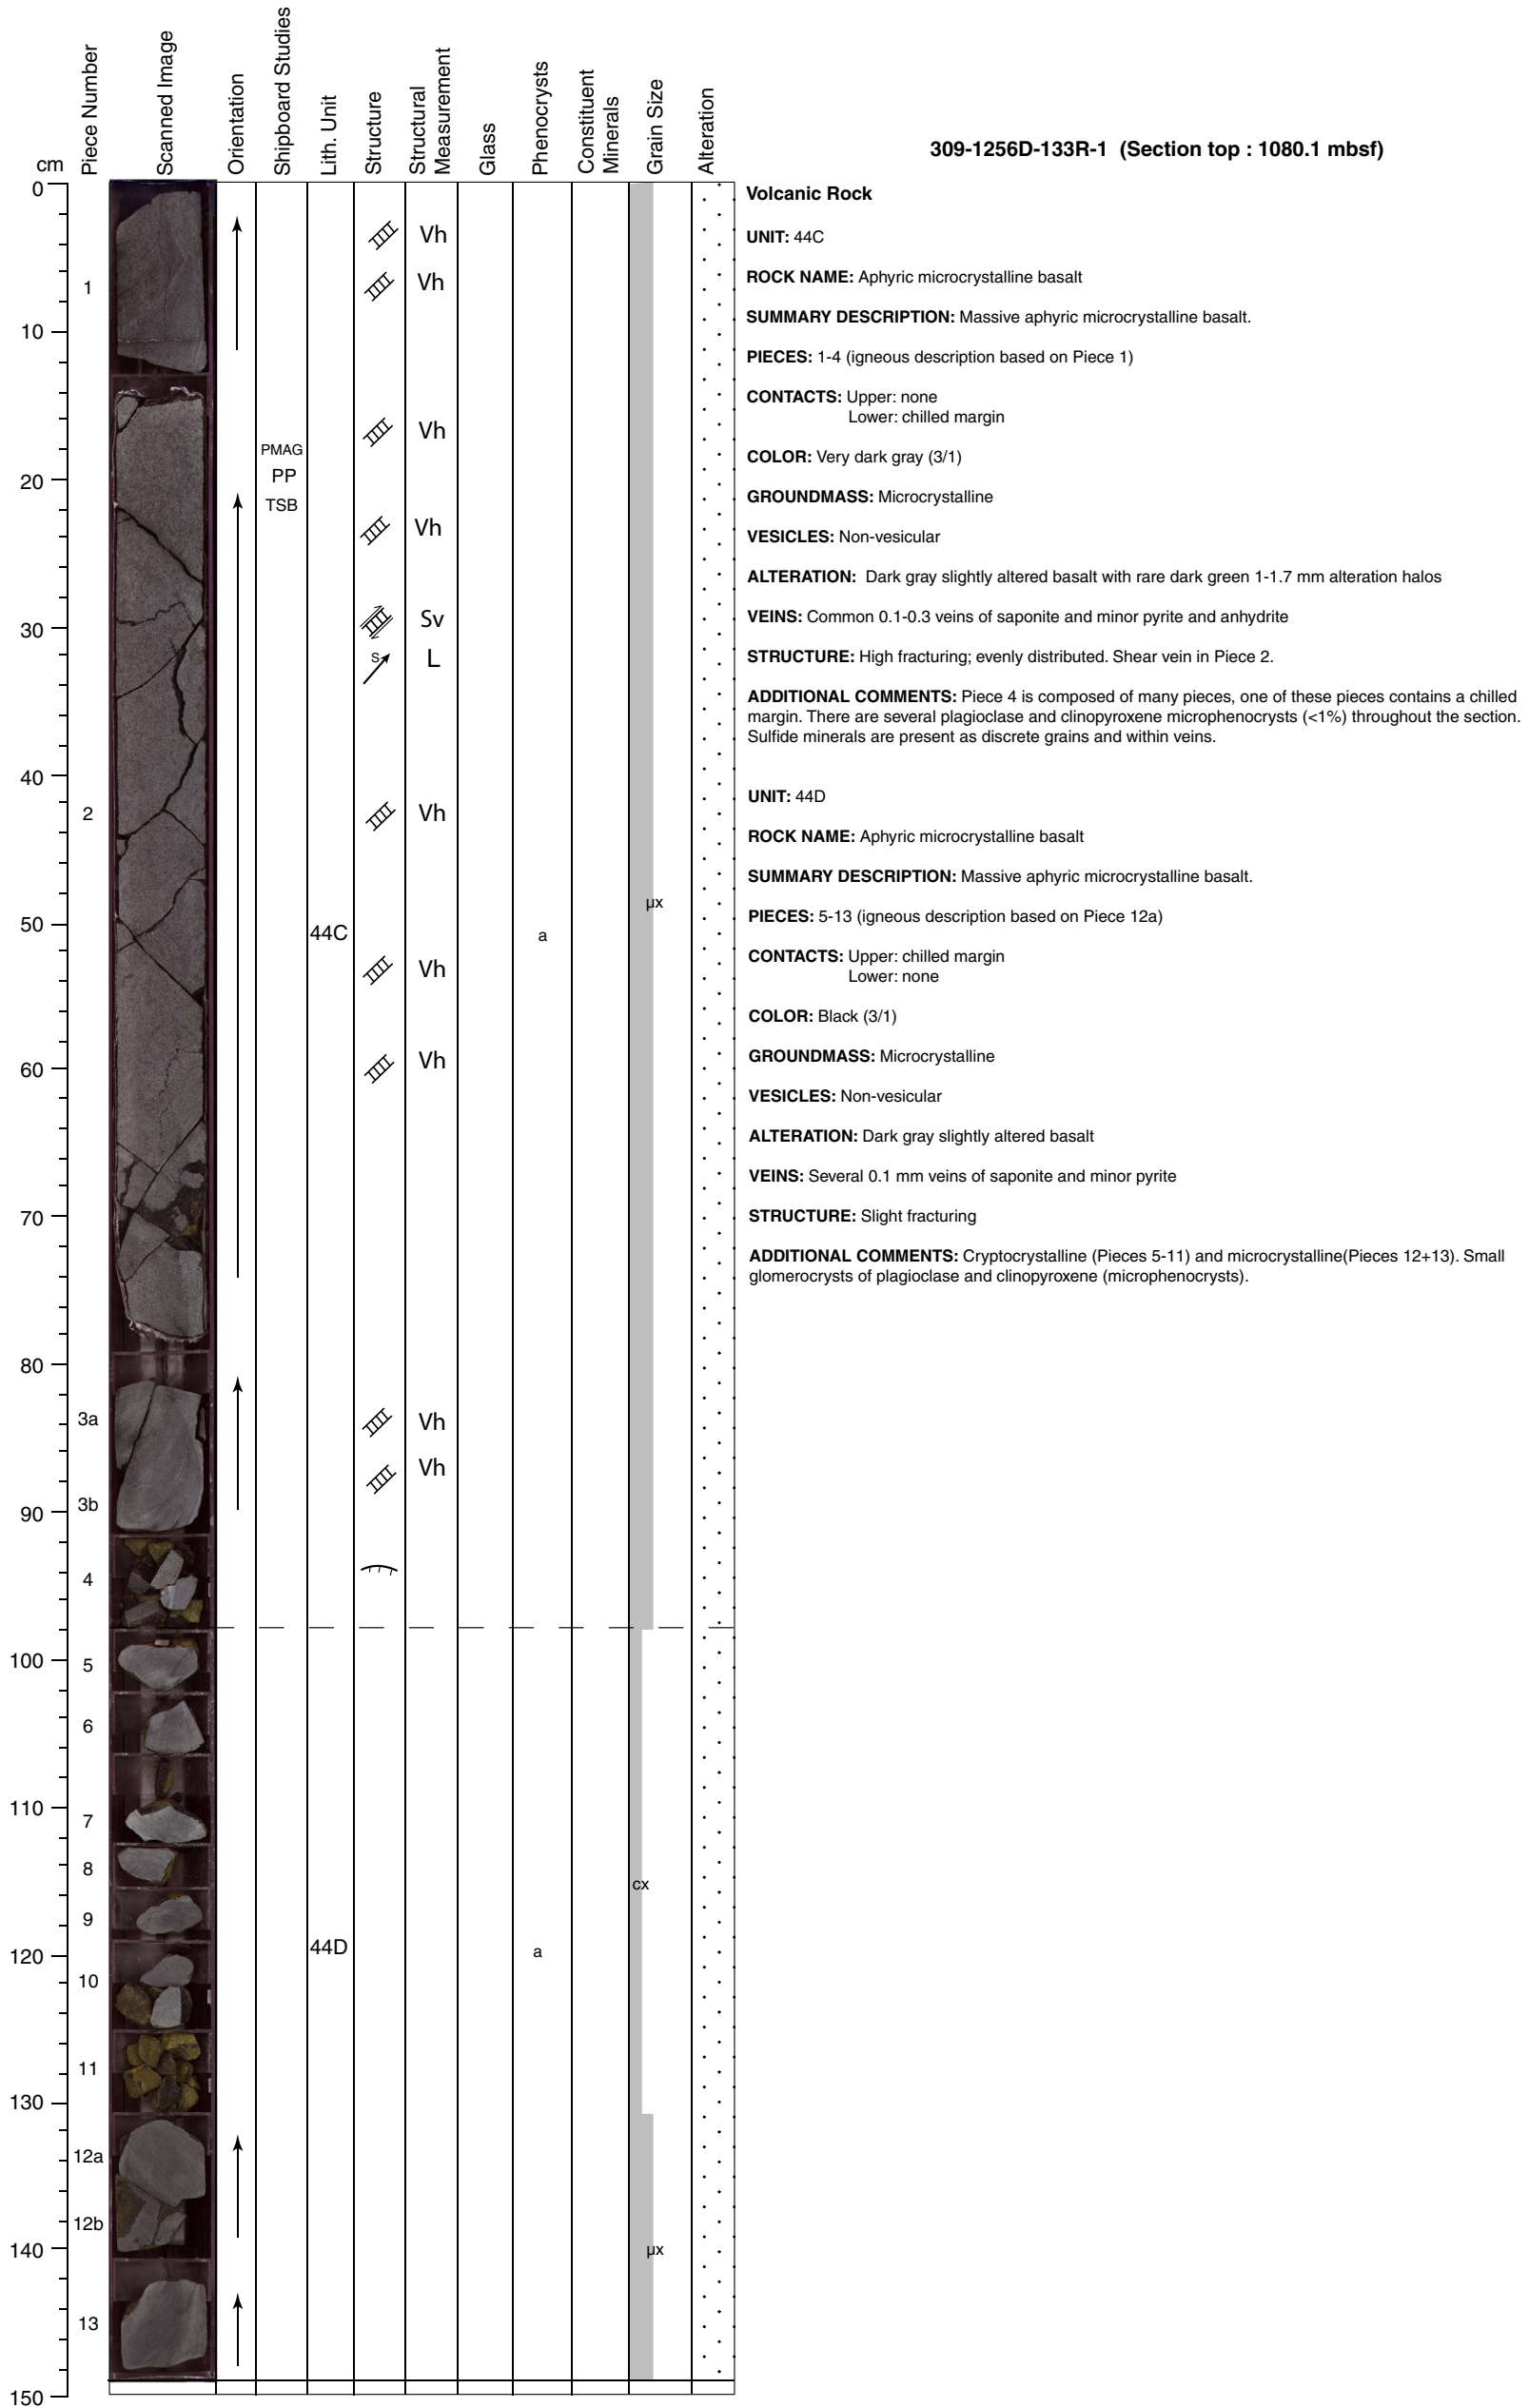 cm
Piece Number
Scanned Image
Orientation
Shipboard Studies
Lith. Unit
Structure
Structural
Measurement
Glass
Phenocrysts
Constituent
Minerals
Grain Size
Alteration
0
10
20
30
40
50
60
70
80
90
100
110
120
130
140
150
1
2
3a
3b
4
5
6
7
8
9
10
11
12a
12b
13
PMAG
PP
TSB
44C
44D
Vh
Vh
Vh
Vh
Sv
S
L
Vh
Vh
Vh
Vh
Vh
a
a
µx
cx
µx
309-1256D-133R-1 (Section top : 1080.1 mbsf)
Volcanic Rock
UNIT: 44C
ROCK NAME: Aphyric microcrystalline basalt
SUMMARY DESCRIPTION: Massive aphyric microcrystalline basalt.
PIECES: 1-4 (igneous description based on Piece 1)
CONTACTS: Upper: none
Lower: chilled margin
COLOR: Very dark gray (3/1)
GROUNDMASS: Microcrystalline
VESICLES: Non-vesicular
ALTERATION: Dark gray slightly altered basalt with rare dark green 1-1.7 mm alteration halos
VEINS: Common 0.1-0.3 veins of saponite and minor pyrite and anhydrite
STRUCTURE: High fracturing; evenly distributed. Shear vein in Piece 2.
ADDITIONAL COMMENTS: Piece 4 is composed of many pieces, one of these pieces contains a chilled
margin. There are several plagioclase and clinopyroxene microphenocrysts (<1%) throughout the section.
Sulfide minerals are present as discrete grains and within veins.
UNIT: 44D
ROCK NAME: Aphyric microcrystalline basalt
SUMMARY DESCRIPTION: Massive aphyric microcrystalline basalt.
PIECES: 5-13 (igneous description based on Piece 12a)
CONTACTS: Upper: chilled margin
Lower: none
COLOR: Black (3/1)
GROUNDMASS: Microcrystalline
VESICLES: Non-vesicular
ALTERATION: Dark gray slightly altered basalt
VEINS: Several 0.1 mm veins of saponite and minor pyrite
STRUCTURE: Slight fracturing
ADDITIONAL COMMENTS: Cryptocrystalline (Pieces 5-11) and microcrystalline(Pieces 12+13). Small
glomerocrysts of plagioclase and clinopyroxene (microphenocrysts).